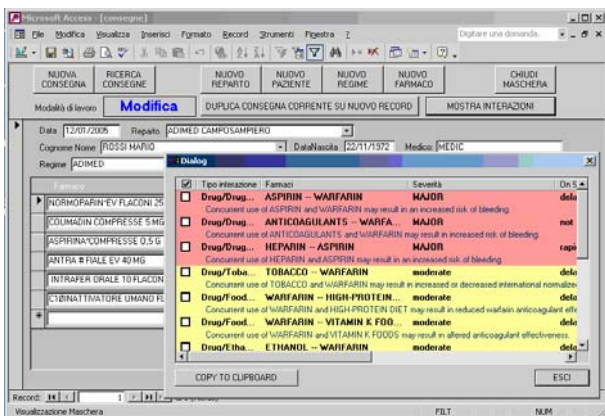 Microsoft Access - [consegne]
File Modifica Visualizza Inserisci Formato Record Strumenti Finestra ? Digitare una domanda.
NUOVA CONSEGNA
RICERCA CONSEGNE
NUOVO REPARTO
NUOVO PAZIENTE
NUOVO REGIME
NUOVO FARMACO
CHIUDI MASCHERA
Modalità di lavoro Modifica DUPLICA CONSEGNA CORRENTE SU NUOVO RECORD MOSTRA INTERAZIONI
Data 12/01/2005 Reparto ADIMED CAMPOSAMPIERO
Cognome Nome ROSSI MARIO DataNascita 22/11/1972 Medico: MEDIC
Regime ADIMED
Farmaco
NORMOPARIN*EV FLACONI 25
COUMADIN COMPRESSE 5 MG
ASPIRINA*COMPRESSE 0,5 G
ANTRA # FIALE EV 40 MG
INTRAFER ORALE 10 FLACON
C1@INATTIVATORE UMANO FL
Dialog
Tipo interazione Farmaci Severità On S
Drug/Drug... ASPIRIN -- WARFARIN MAJOR dela
Concurrent use of ASPIRIN and WARFARIN may result in an increased risk of bleeding.
Drug/Drug... ANTICOAGULANTS -- WARFA... MAJOR not
Concurrent use of ANTICOAGULANTS and WARFARIN may result in an increased risk of bleeding.
Drug/Drug... HEPARIN -- ASPIRIN MAJOR rapi
Concurrent use of HEPARIN and ASPIRIN may result in an increased risk of bleeding.
Drug/Toba... TOBACCO -- WARFARIN moderate dela
Concurrent use of TOBACCO and WARFARIN may result in increased or decreased international normalize
Drug/Food... WARFARIN -- HIGH-PROTEIN... moderate dela
Concurrent use of WARFARIN and HIGH-PROTEIN DIET may result in reduced warfarin anticoagulant effe
Drug/Food... WARFARIN -- VITAMIN K FOO... moderate dela
Concurrent use of WARFARIN and VITAMIN K FOODS may result in altered anticoagulant effectiveness.
Drug/Etha... ETHANOL -- WARFARIN moderate dela
COPY TO CLIPBOARD ESCI
Record: 1
Visualizzazione Maschera FILT NUM